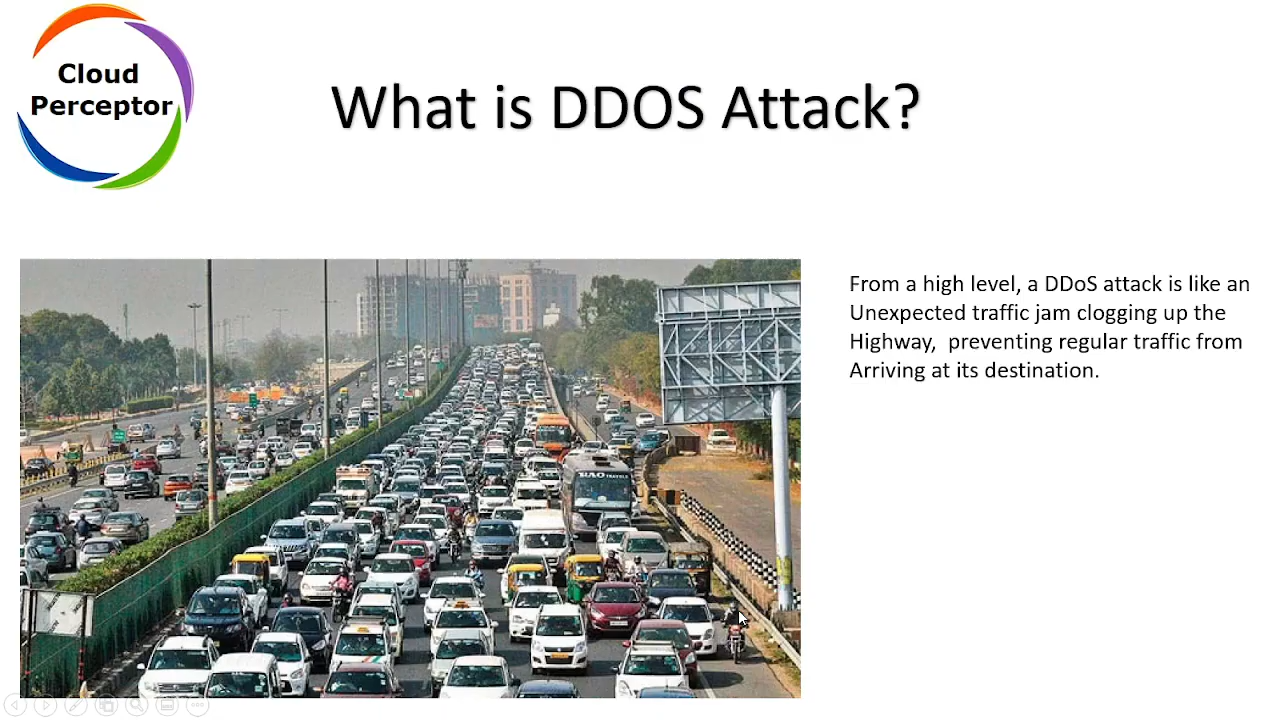 Cloud
Perceptor
What is DDOS Attack?
From a high level, a DDoS attack is like an
Unexpected traffic jam clogging up the
Highway,  preventing regular traffic from
Arriving at its destination.